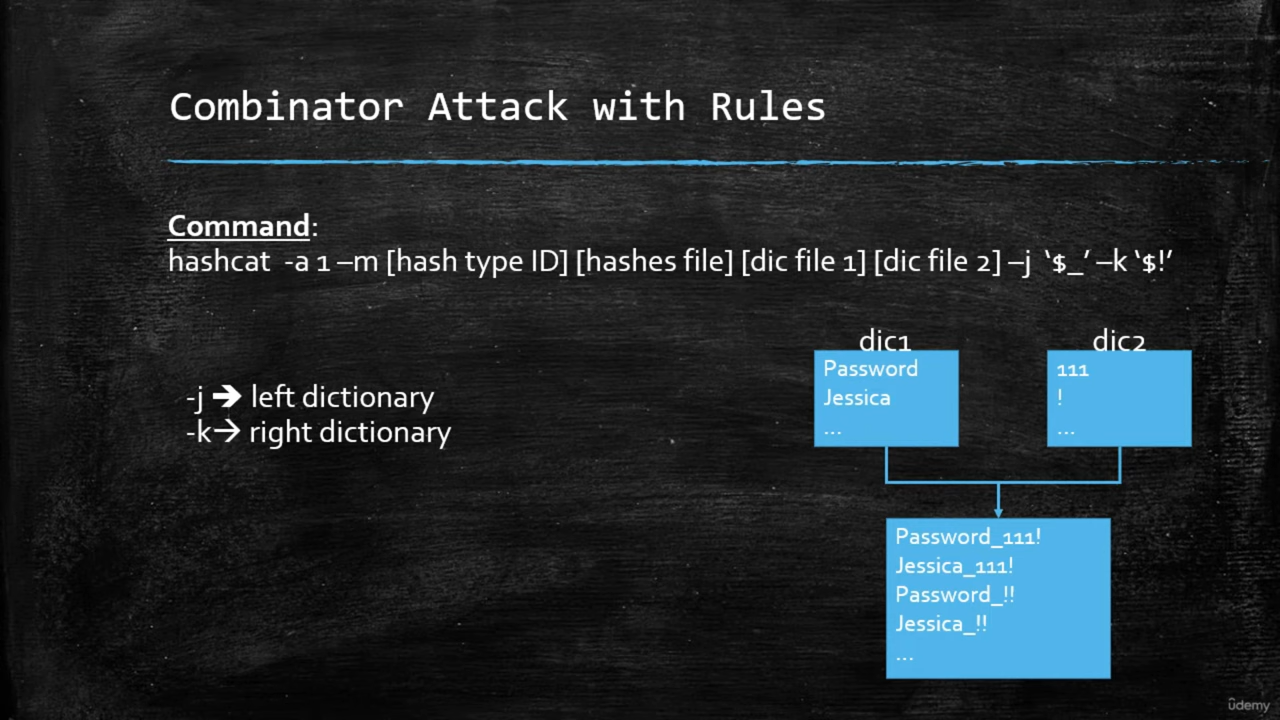 Combinator Attack with Rules
Command:
hashcat -a 1 –m [hash type ID] [hashes file] [dic file 1] [dic file 2] –j ‘$_’ –k ‘$!’
-j ➔ left dictionary
-k→ right dictionary
dic1
Password
Jessica
...
dic2
111
!
...
Password_111!
Jessica_111!
Password_!!
Jessica_!!
...
ûdemy